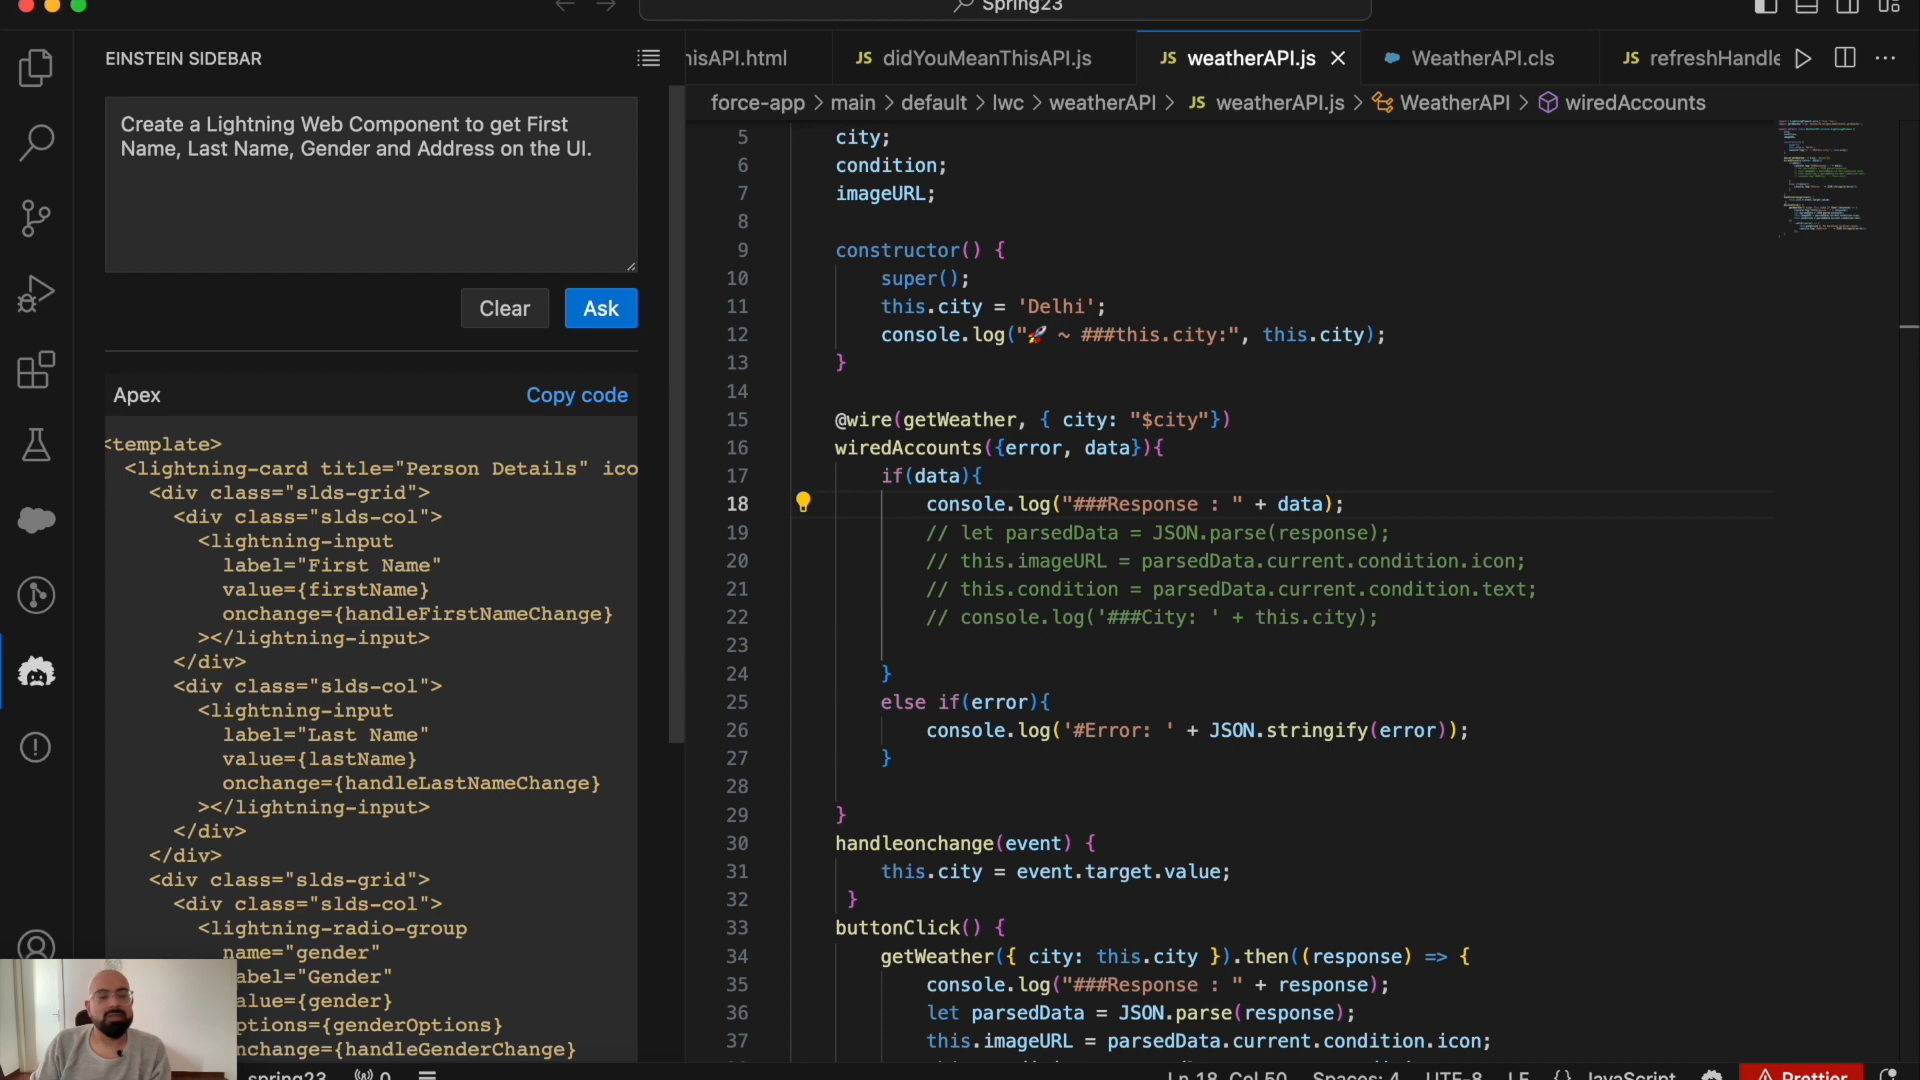 Spring23
EINSTEIN SIDEBAR
hisAPI.html
JS didYouMeanThisAPI.js
JS weatherAPI.js
WeatherAPI.cls
JS refreshHandle
force-app > main > default > lwc > weatherAPI > JS weatherAPI.js > WeatherAPI > wiredAccounts
Create a Lightning Web Component to get First
Name, Last Name, Gender and Address on the UI.
Clear
Ask
Apex
Copy code
<template>
<lightning-card title="Person Details" ico
<div class="slds-grid">
<div class="slds-col">
<lightning-input
label="First Name"
value={firstName}
onchange={handleFirstNameChange}
></lightning-input>
</div>
<div class="slds-col">
<lightning-input
label="Last Name"
value={lastName}
onchange={handleLastNameChange}
></lightning-input>
</div>
</div>
<div class="slds-grid">
<div class="slds-col">
<lightning-radio-group
name="gender"
abel="Gender"
alue={gender}
ptions={genderOptions}
nchange={handleGenderChange}
5 city;
6 condition;
7 imageURL;
8
9 constructor() {
10 super();
11 this.city = 'Delhi';
12 console.log("🚀 ~ ###this.city:", this.city);
13 }
14
15 @wire(getWeather, { city: "$city"})
16 wiredAccounts({error, data}){
17 if(data){
18 console.log("###Response : " + data);
19 // let parsedData = JSON.parse(response);
20 // this.imageURL = parsedData.current.condition.icon;
21 // this.condition = parsedData.current.condition.text;
22 // console.log('###City: ' + this.city);
23
24 }
25 else if(error){
26 console.log('#Error: ' + JSON.stringify(error));
27 }
28
29 }
30 handleonchange(event) {
31 this.city = event.target.value;
32 }
33 buttonClick() {
34 getWeather({ city: this.city }).then((response) => {
35 console.log("###Response : " + response);
36 let parsedData = JSON.parse(response);
37 this.imageURL = parsedData.current.condition.icon;
spring23 0
Ln 18, Col 50 Spaces: 4 UTF-8 LF {} JavaScript Prettier